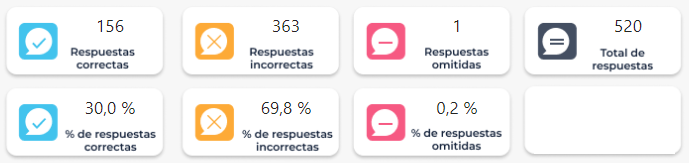 156
Respuestas
correctas
363
Respuestas
incorrectas
1
Respuestas
omitidas
520
Total de
respuestas
30,0 %
% de respuestas
correctas
69,8 %
% de respuestas
incorrectas
0,2 %
% de respuestas
omitidas